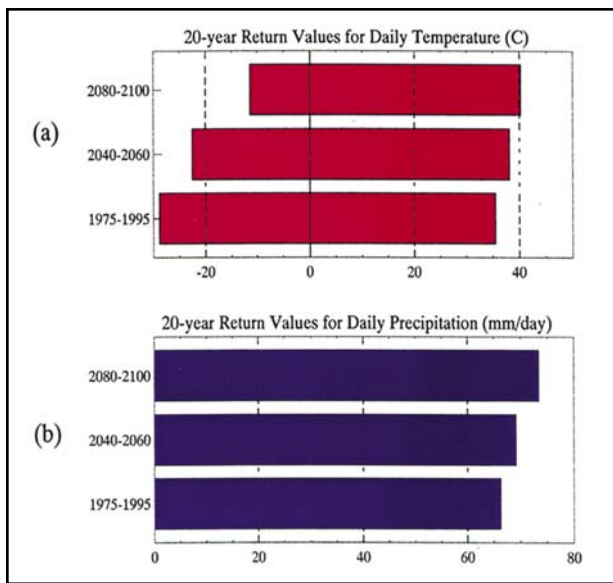 20-year Return Values for Daily Temperature (C)
2080-2100
(a)
2040-2060
1975-1995
-20 0 20 40
20-year Return Values for Daily Precipitation (mm/day)
2080-2100
(b)
2040-2060
1975-1995
0 20 40 60 80